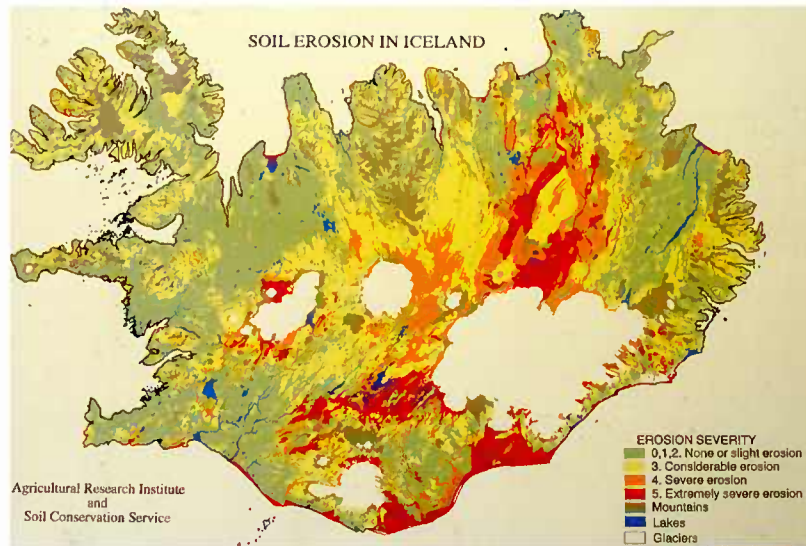 SOIL EROSION IN ICELAND
Agricultural Research Institute
and
Soil Conservation Service
EROSION SEVERITY
0,1,2. None or slight erosion
3. Considerable erosion
4. Severe erosion
5. Extremely severe erosion
Mountains
Lakes
Glaciers